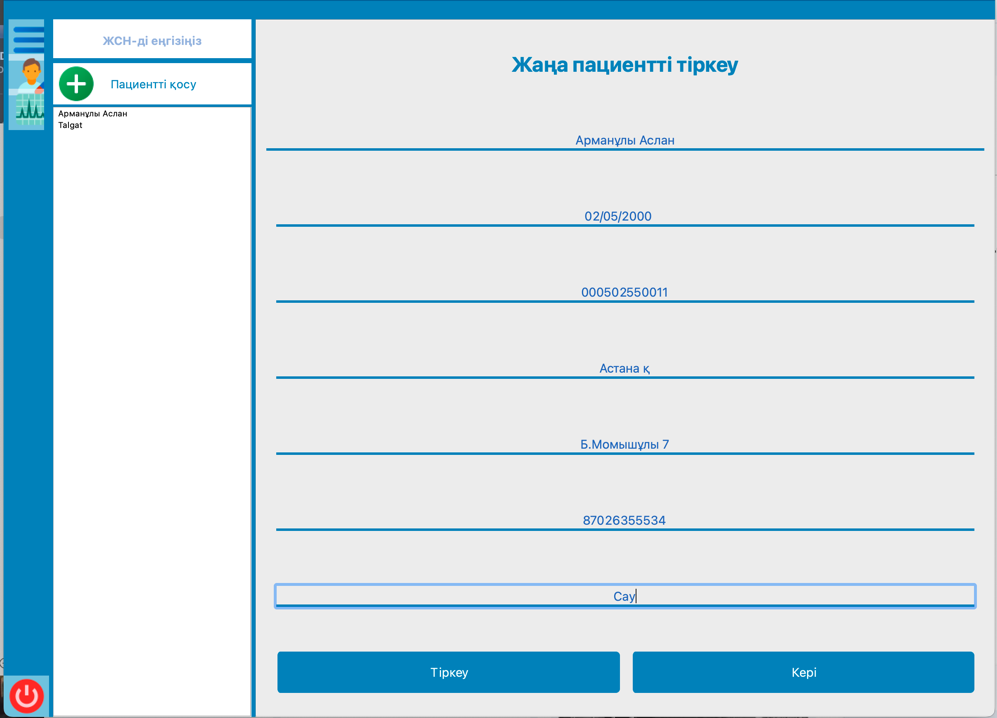 ЖСН-ді еңгізіңіз
Пациентті қосу
Арманұлы Аслан
Talgat
Жаңа пациентті тіркеу
Арманұлы Аслан
02/05/2000
000502550011
Астана қ
Б.Момышұлы 7
87026355534
Сау
Тіркеу
Кері